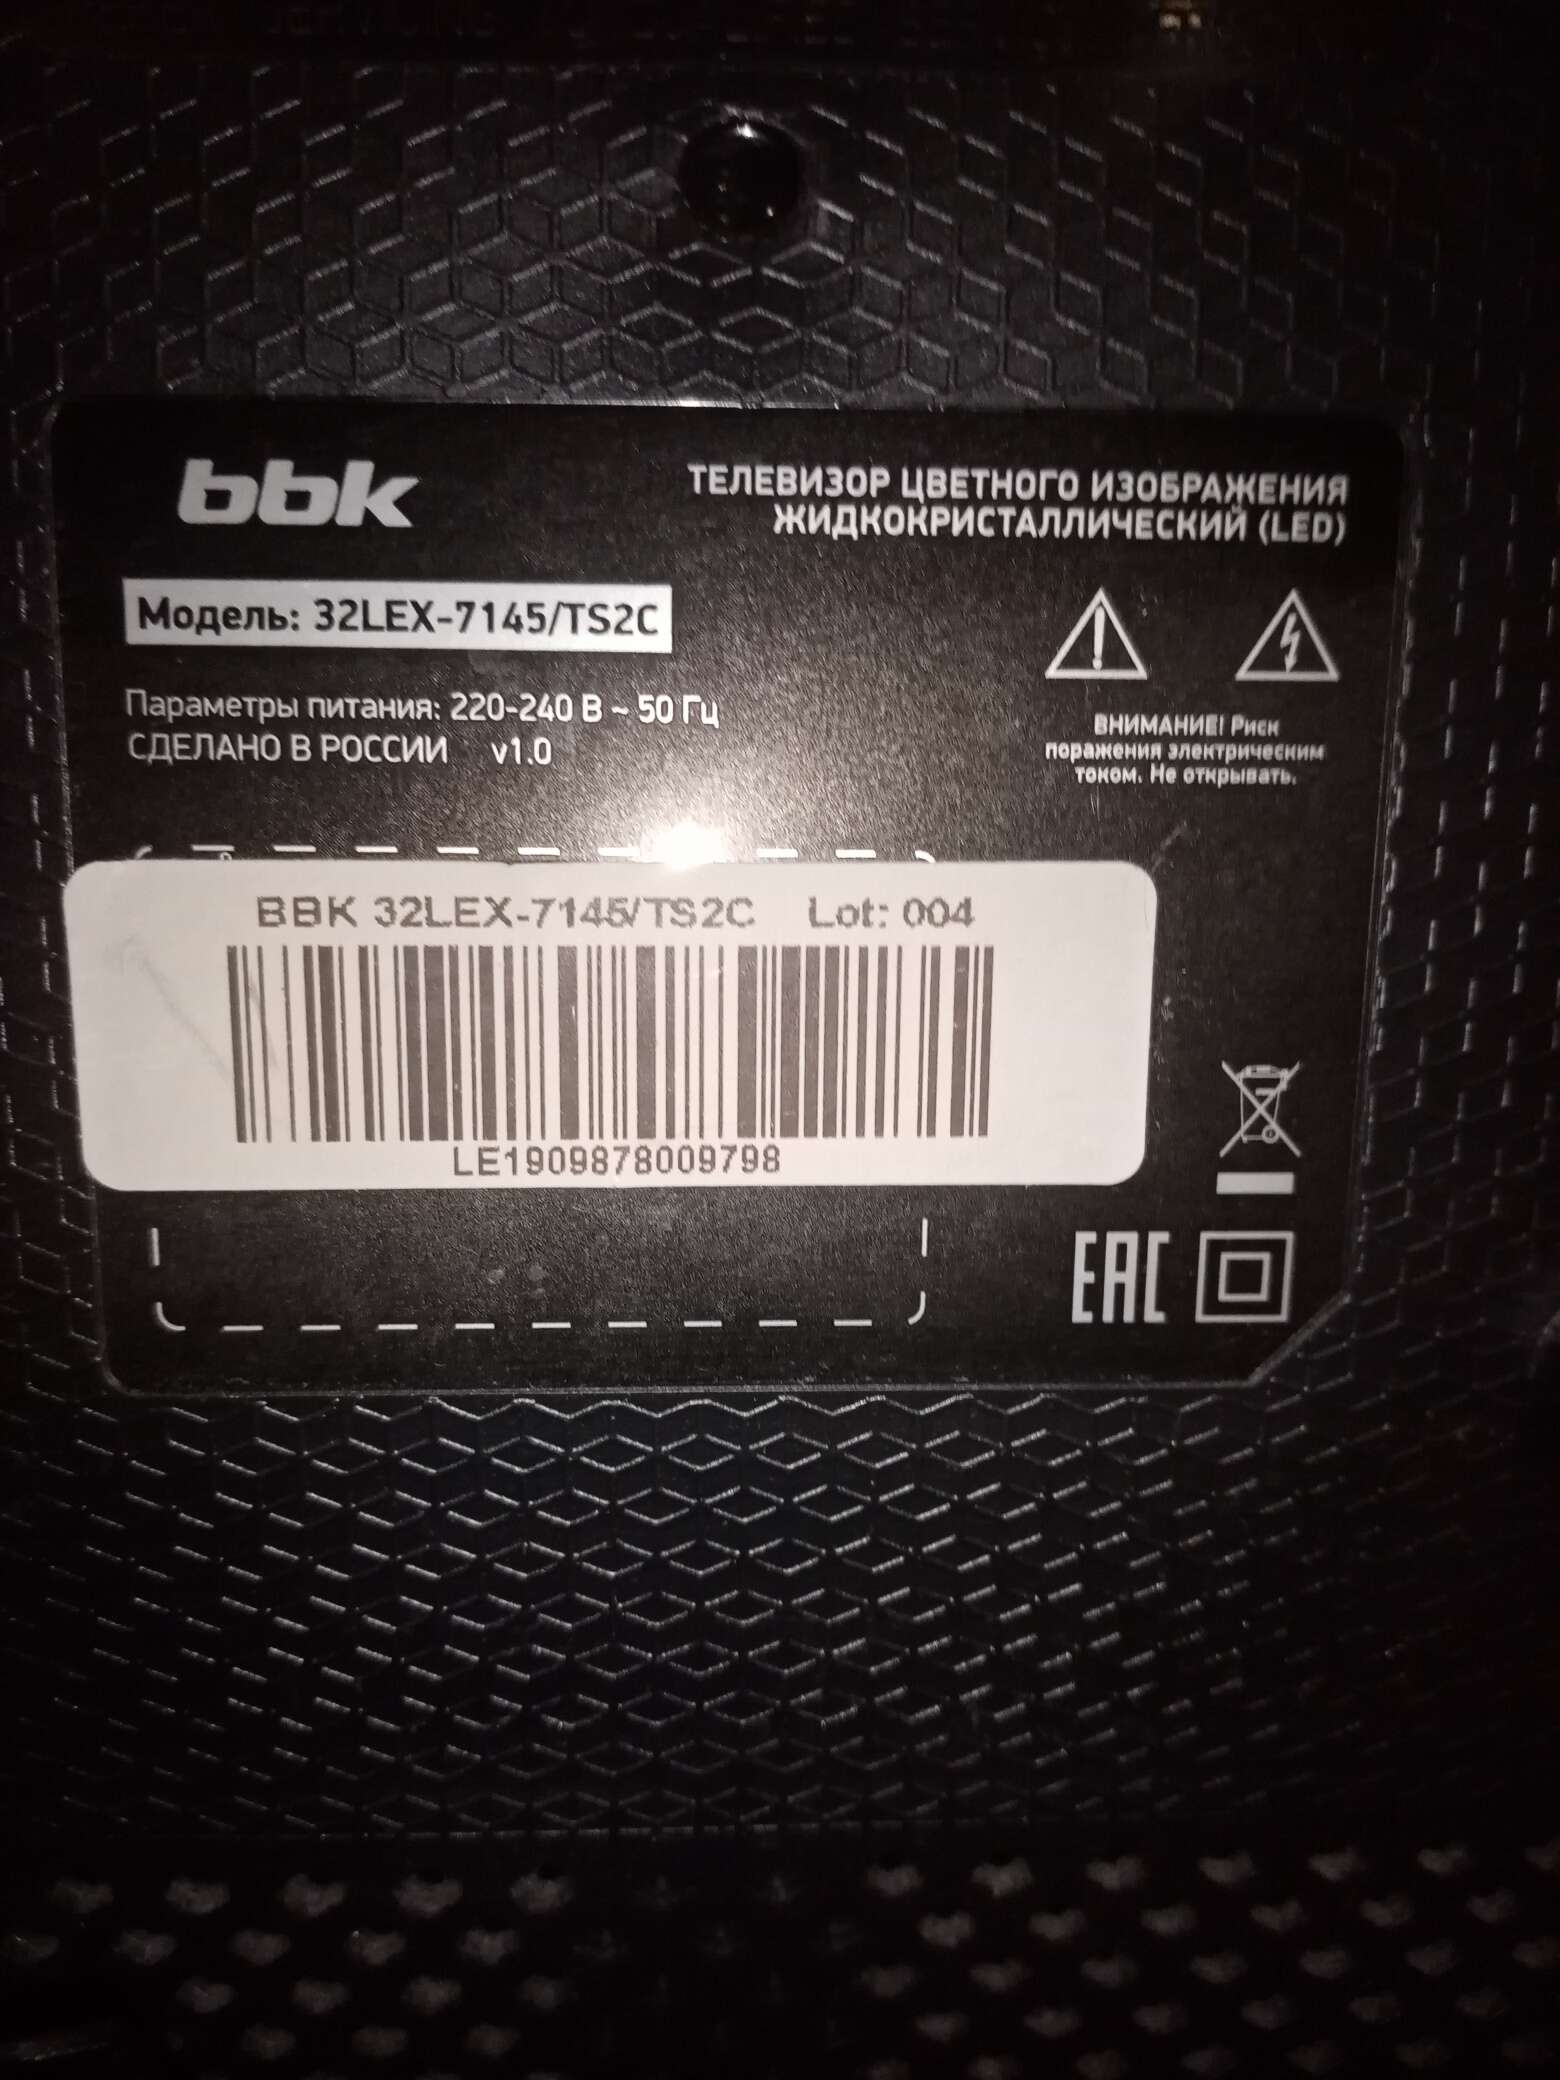 bbk
ТЕЛЕВИЗОР ЦВЕТНОГО ИЗОБРАЖЕНИЯ
ЖИДКОКРИСТАЛЛИЧЕСКИЙ (LED)
Модель: 32LEX-7145/TS2C
Параметры питания: 220-240 В ~ 50 Гц
СДЕЛАНО В РОССИИ v1.0
ВНИМАНИЕ! Риск
поражения электрическим
током. Не открывать.
BBK 32LEX-7145/TS2C Lot: 004
LE1909878009798
EAC